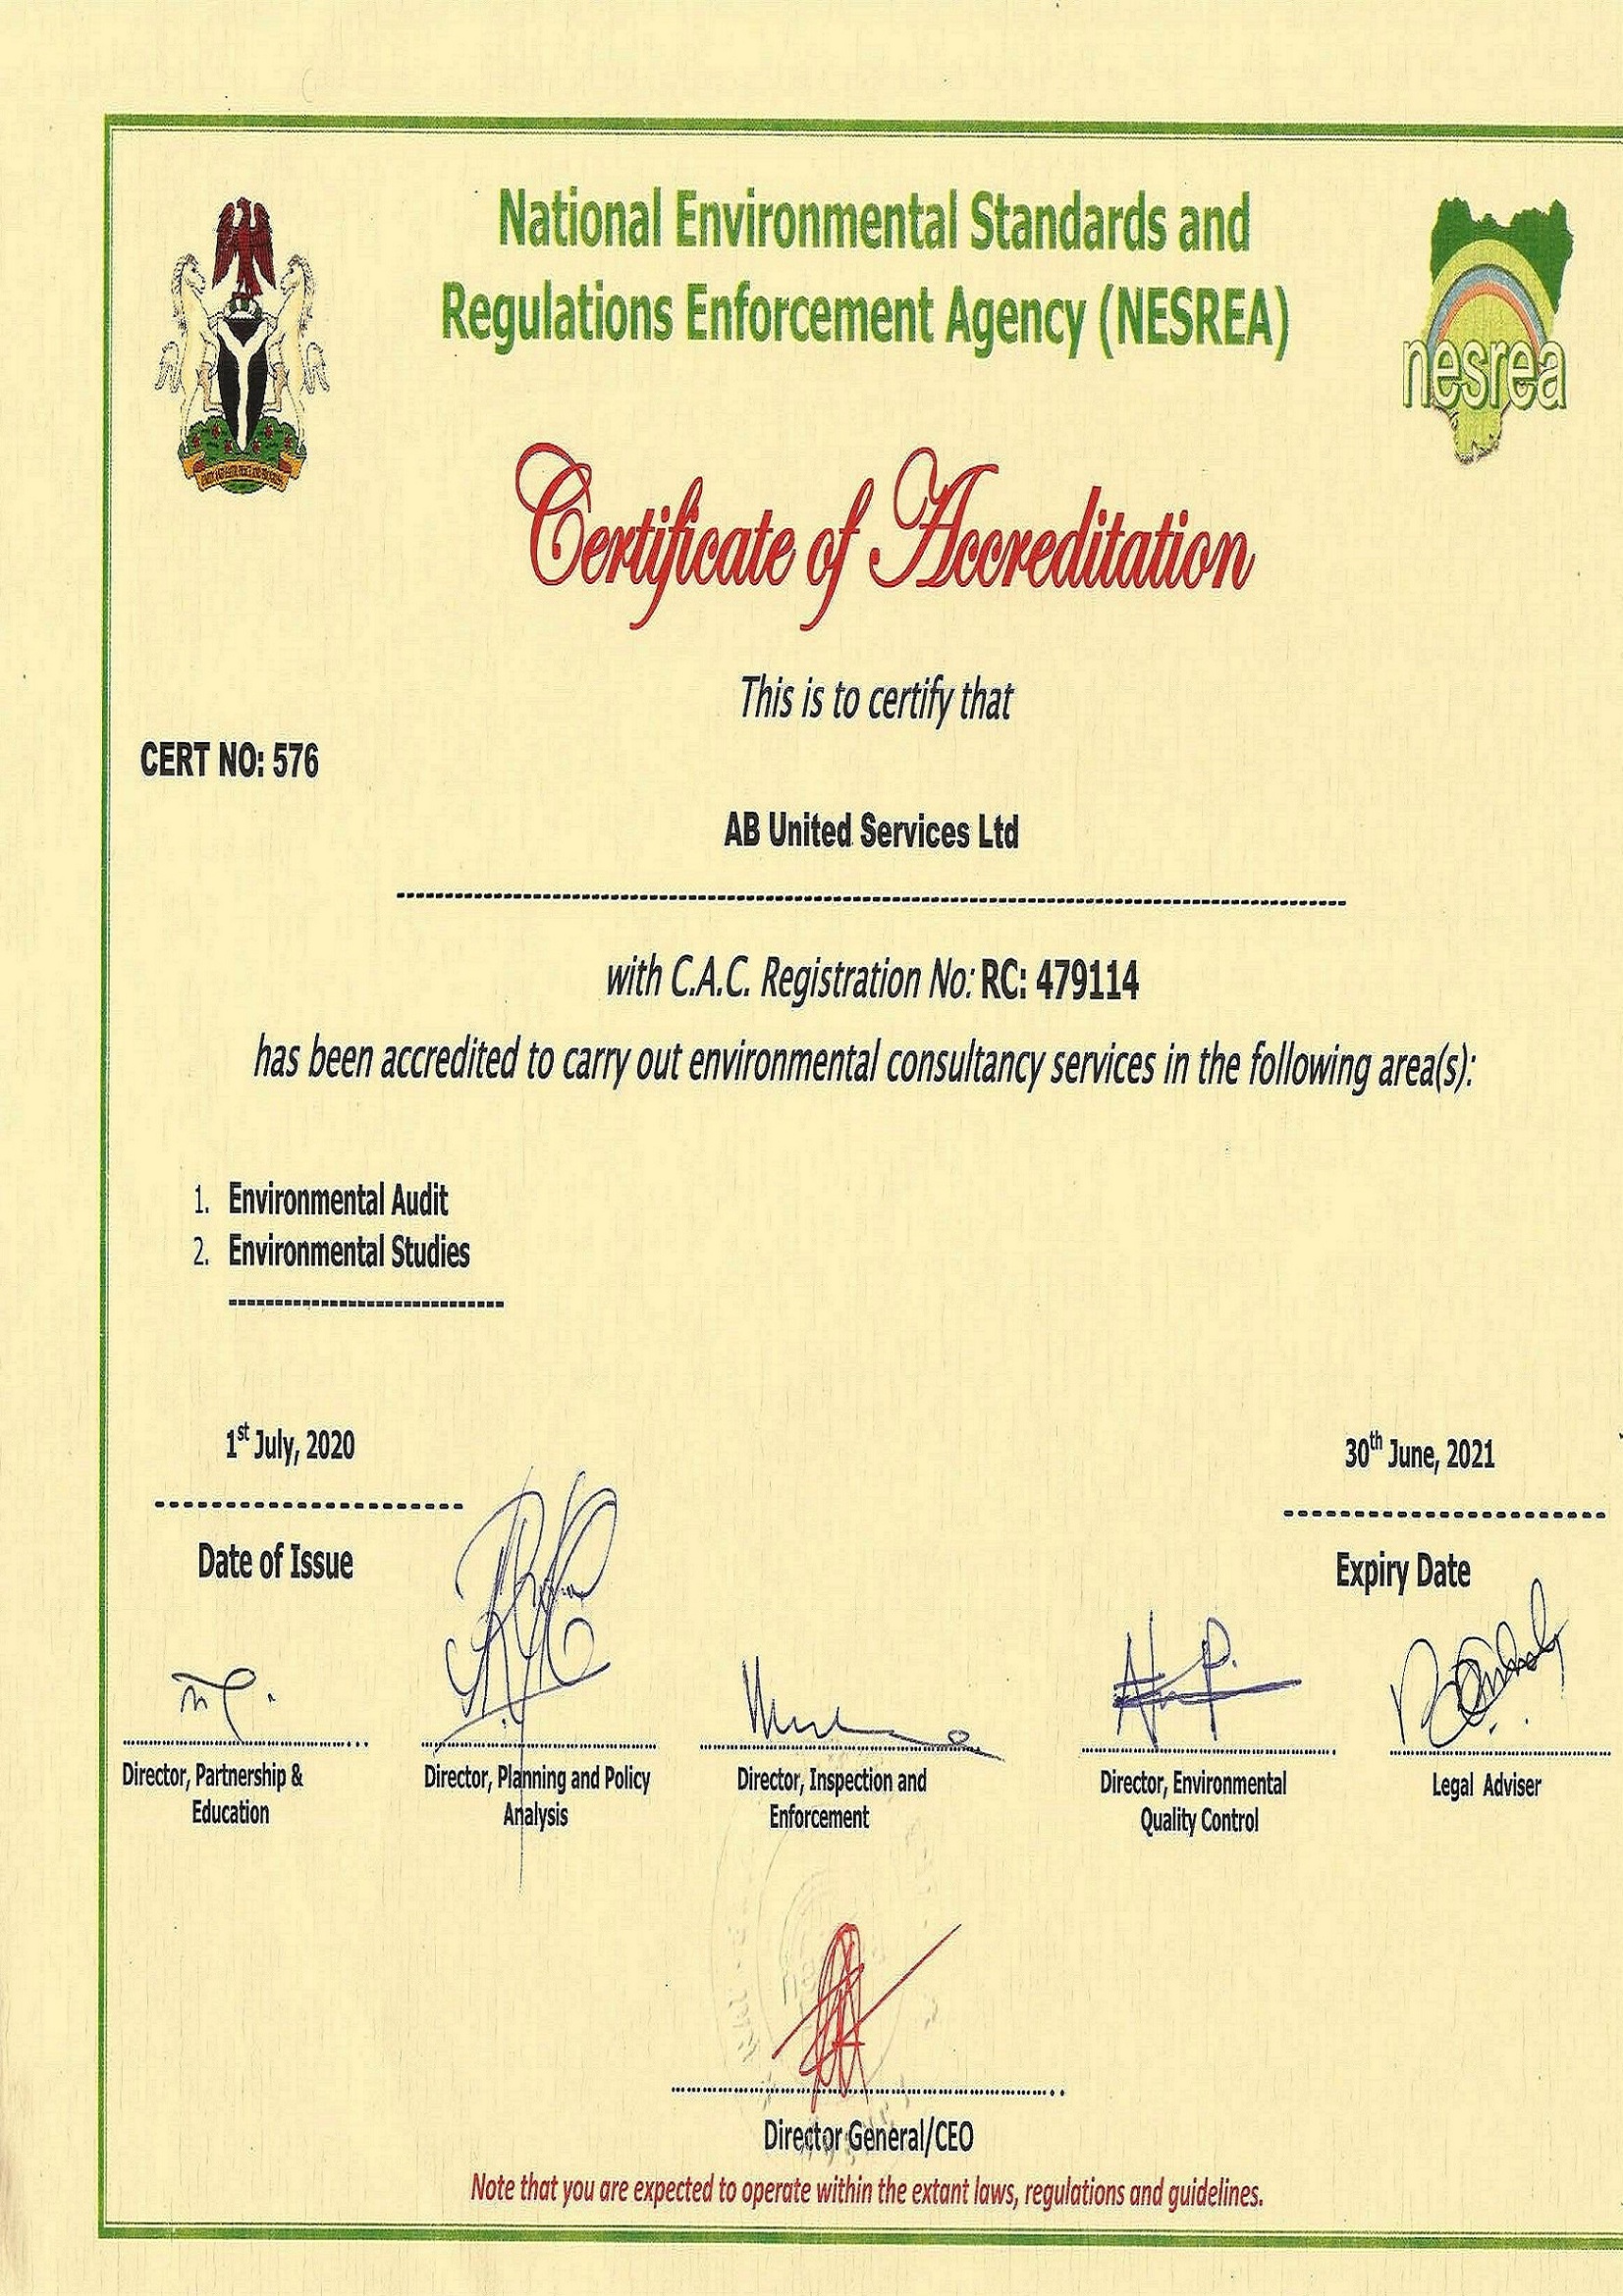 National Environmental Standards and
Regulations Enforcement Agency (NESREA)
nesrea
Certificate of Accreditation
This is to certify that
CERT NO: 576
AB United Services Ltd
with C.A.C. Registration No: RC: 479114
has been accredited to carry out environmental consultancy services in the following area(s):
1. Environmental Audit
2. Environmental Studies
1st July, 2020
30th June, 2021
Date of Issue
Expiry Date
Director, Partnership &
Education
Director, Planning and Policy
Analysis
Director, Inspection and
Enforcement
Director, Environmental
Quality Control
Legal Adviser
Director General/CEO
Note that you are expected to operate within the extant laws, regulations and guidelines.